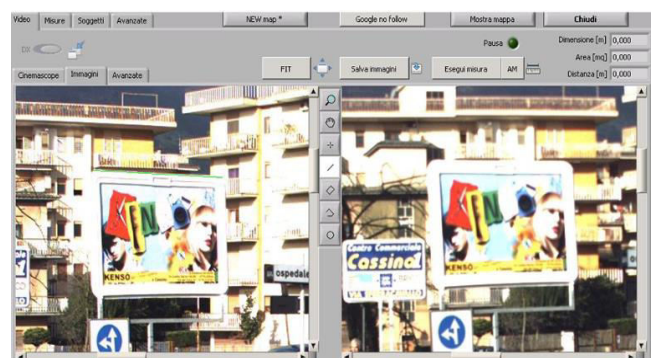 Video Misure Soggetti Avanzate NEW map * Google no follow Mostra mappa Chiudi
Pausa Dimensione [m] 0,000
Area [mq] 0,000
FIT Salva immagini Esegui misura AM
Distanza [m] 0,000
Cinemascope Immagini Avanzate
Centro Commerciale
Cassino1
ospedale
KENSO
KENSO